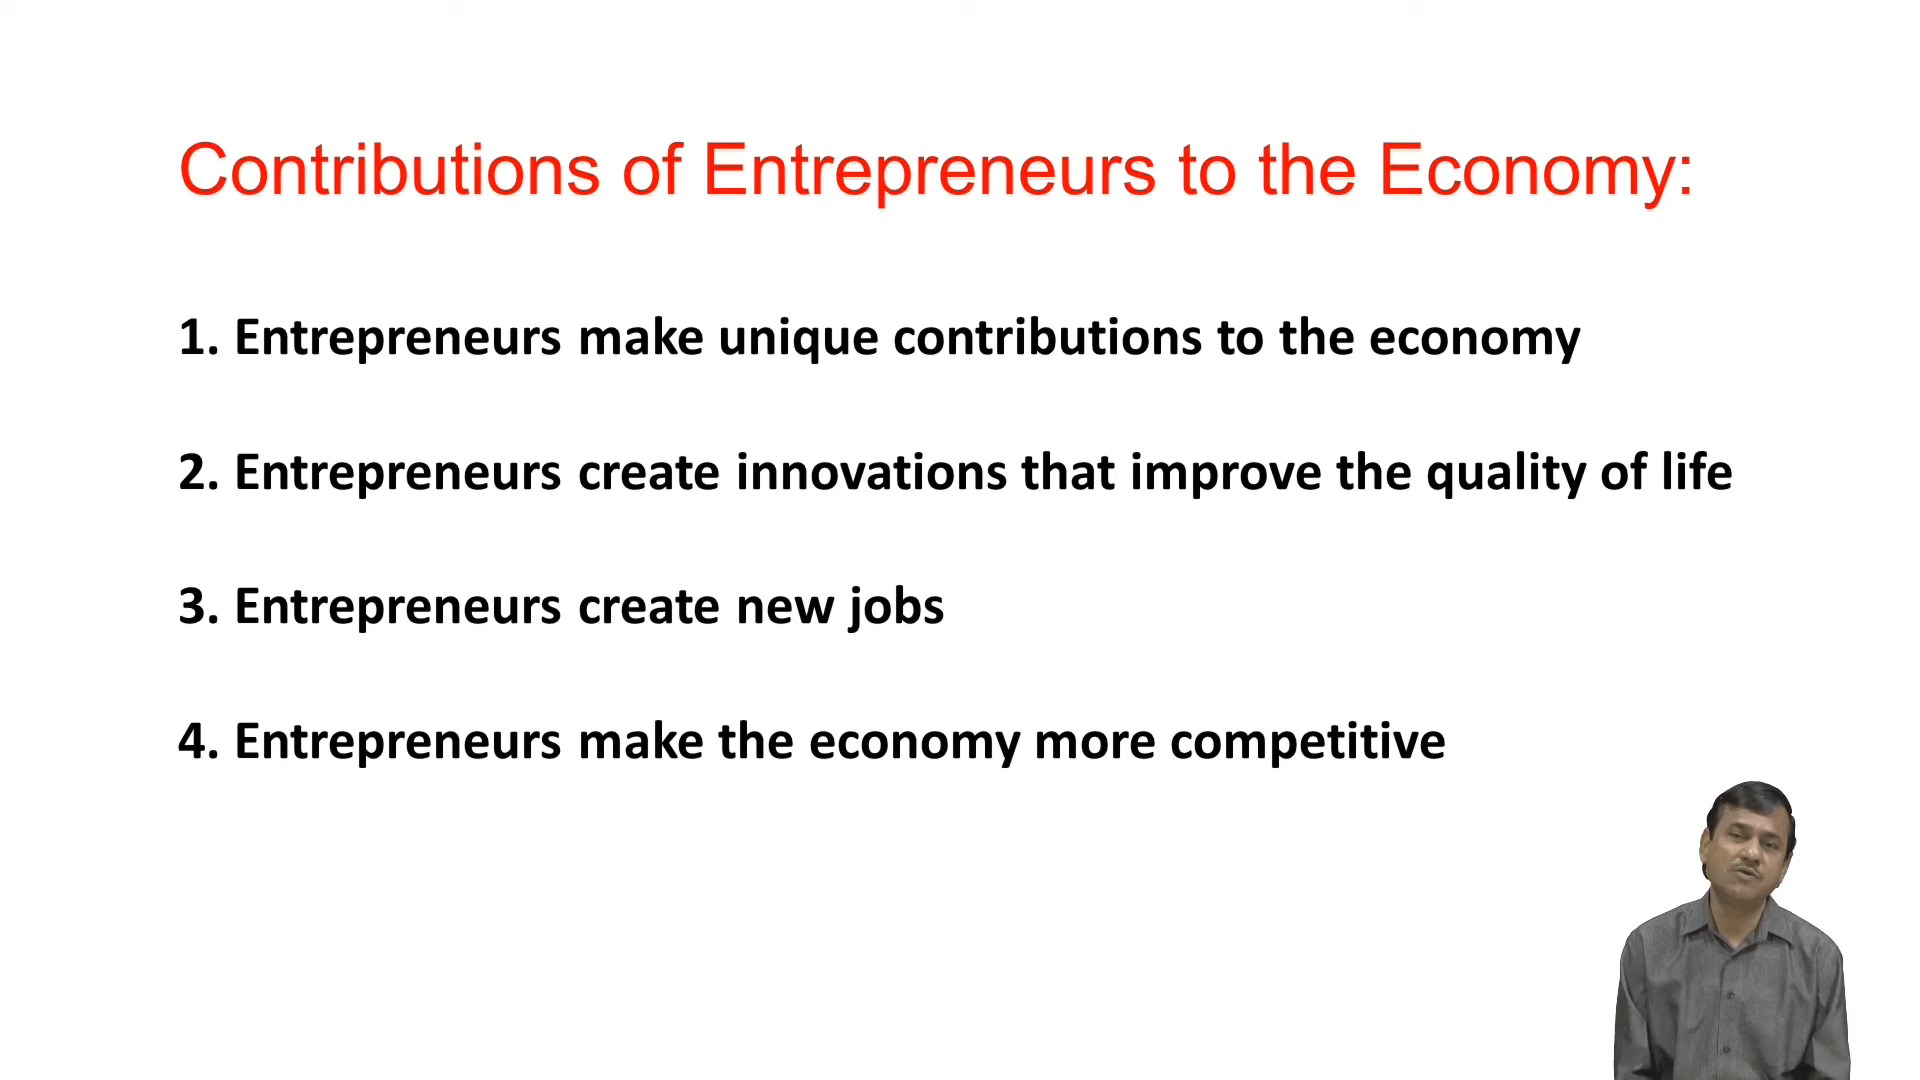 Contributions of Entrepreneurs to the Economy:
1. Entrepreneurs make unique contributions to the economy
2. Entrepreneurs create innovations that improve the quality of life
3. Entrepreneurs create new jobs
4. Entrepreneurs make the economy more competitive